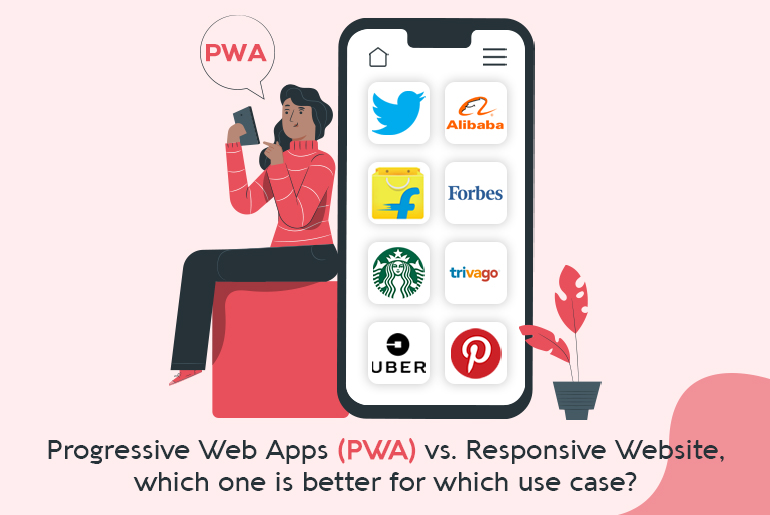 PWA
Alibaba
Forbes
trivago
UBER
Progressive Web Apps (PWA) vs. Responsive Website,
which one is better for which use case?